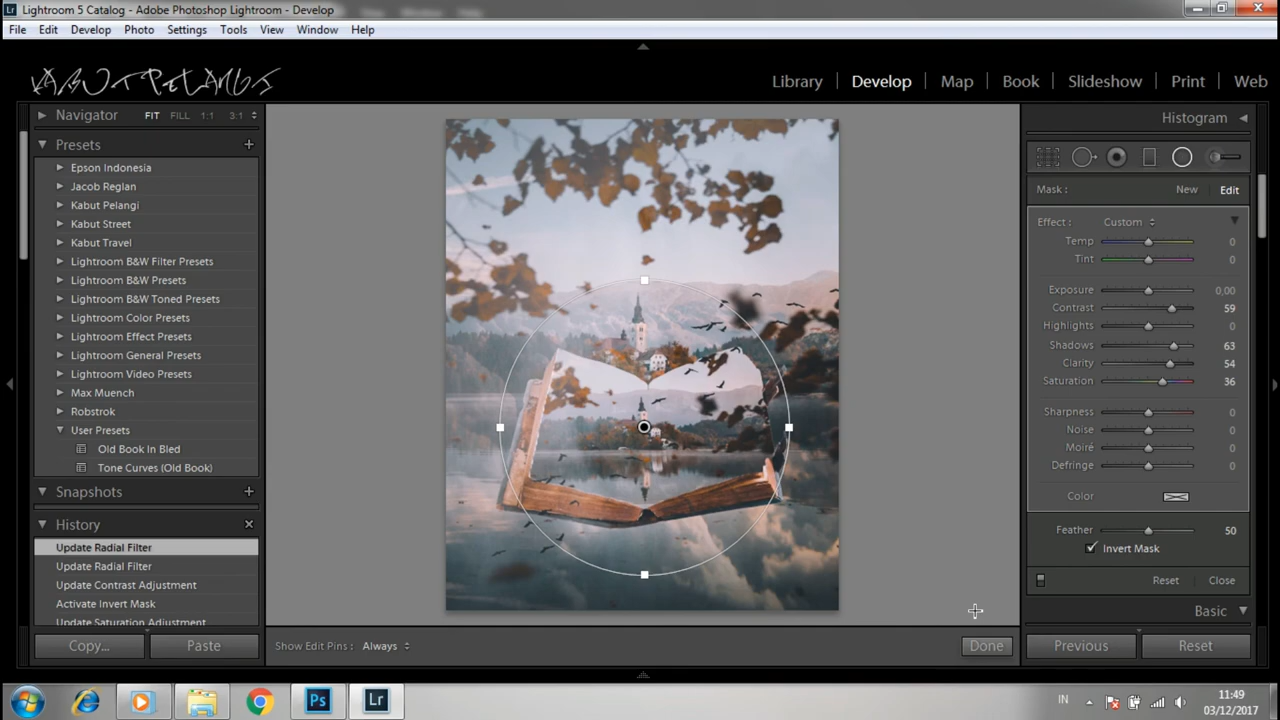 Lightroom 5 Catalog - Adobe Photoshop Lightroom - Develop
File Edit Develop Photo Settings Tools View Window Help
KABUT PELANGI
Library | Develop | Map | Book | Slideshow | Print | Web
Navigator FIT FILL 1:1 3:1
Presets +
Epson Indonesia
Jacob Reglan
Kabut Pelangi
Kabut Street
Kabut Travel
Lightroom B&W Filter Presets
Lightroom B&W Presets
Lightroom B&W Toned Presets
Lightroom Color Presets
Lightroom Effect Presets
Lightroom General Presets
Lightroom Video Presets
Max Muench
Robstrok
User Presets
Old Book In Bled
Tone Curves (Old Book)
Snapshots +
History ×
Update Radial Filter
Update Radial Filter
Update Contrast Adjustment
Activate Invert Mask
Update Saturation Adjustment
Copy... Paste
Show Edit Pins : Always Done
Histogram
Mask : New Edit
Effect : Custom
Temp 0
Tint 0
Exposure 0,00
Contrast 59
Highlights 0
Shadows 63
Clarity 54
Saturation 36
Sharpness 0
Noise 0
Moiré 0
Defringe 0
Color
Feather 50
Invert Mask
Reset Close
Basic
Previous Reset
Lr
Ps Lr
IN
11:49
03/12/2017